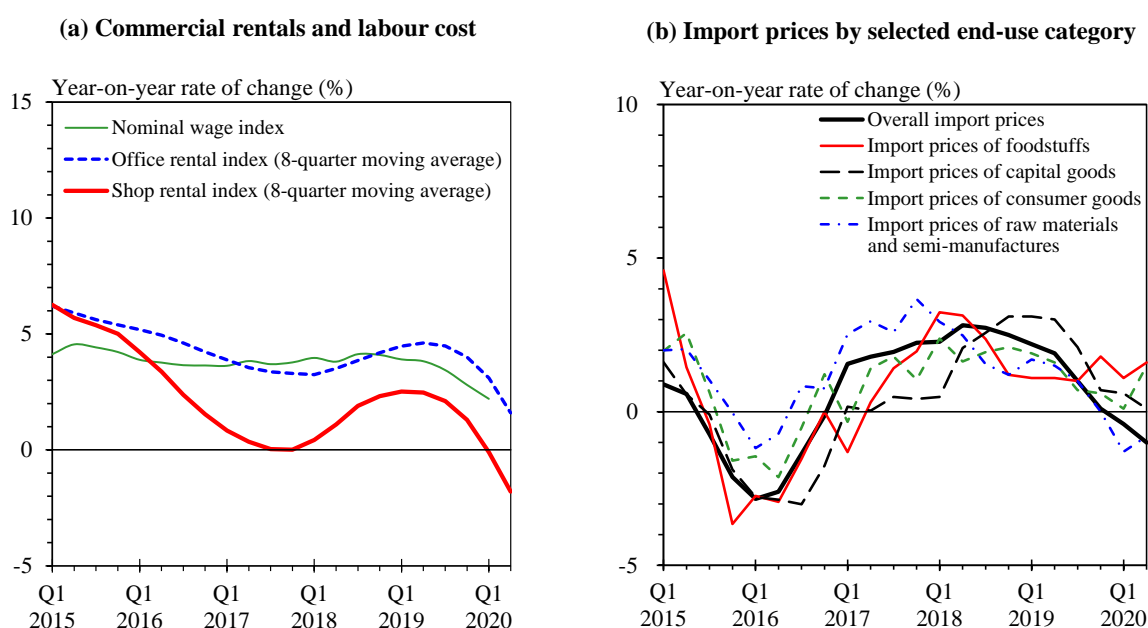 (a) Commercial rentals and labour cost
Year-on-year rate of change (%)
15
10
5
0
-5
Nominal wage index
Office rental index (8-quarter moving average)
Shop rental index (8-quarter moving average)
Q1 Q1 Q1 Q1 Q1 Q1
2015 2016 2017 2018 2019 2020
(b) Import prices by selected end-use category
Year-on-year rate of change (%)
10
5
0
-5
Overall import prices
Import prices of foodstuffs
Import prices of capital goods
Import prices of consumer goods
Import prices of raw materials
and semi-manufactures
Q1 Q1 Q1 Q1 Q1 Q1
2015 2016 2017 2018 2019 2020